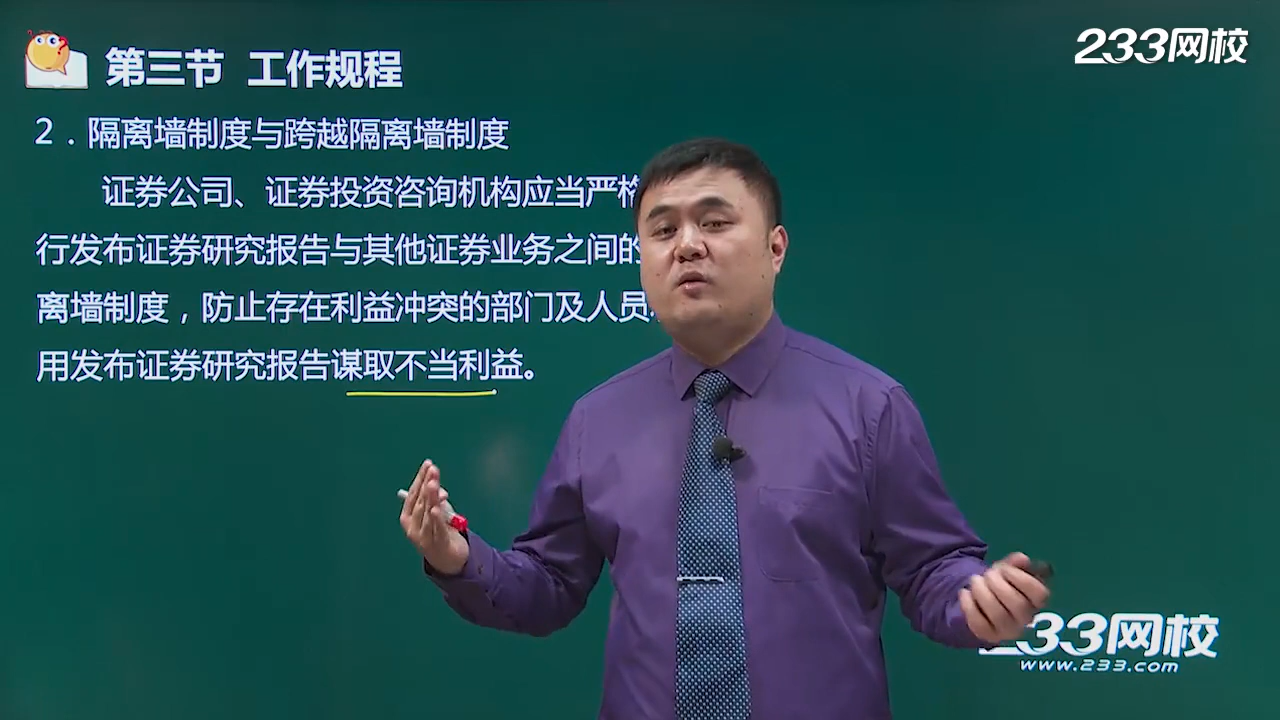 233网校
第三节 工作规程
2．隔离墙制度与跨越隔离墙制度
证券公司、证券投资咨询机构应当严格
行发布证券研究报告与其他证券业务之间的
离墙制度，防止存在利益冲突的部门及人员
用发布证券研究报告谋取不当利益。
233网校
www.233.com